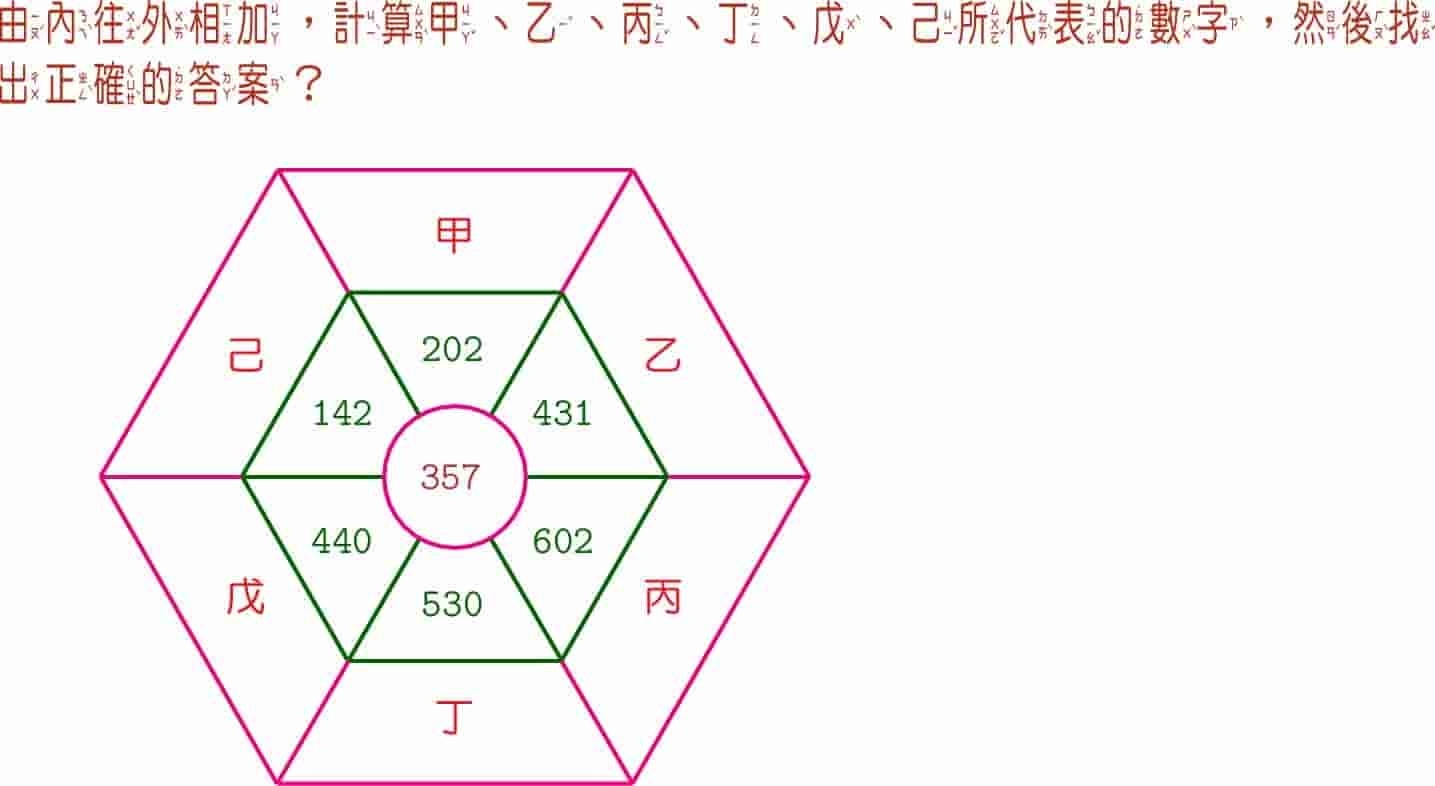 由內往外相加，計算甲、乙、丙、丁、戊、己所代表的數字，然後找
出正確的答案？
甲
己
202
乙
142
431
357
440
602
戊
530
丙
丁